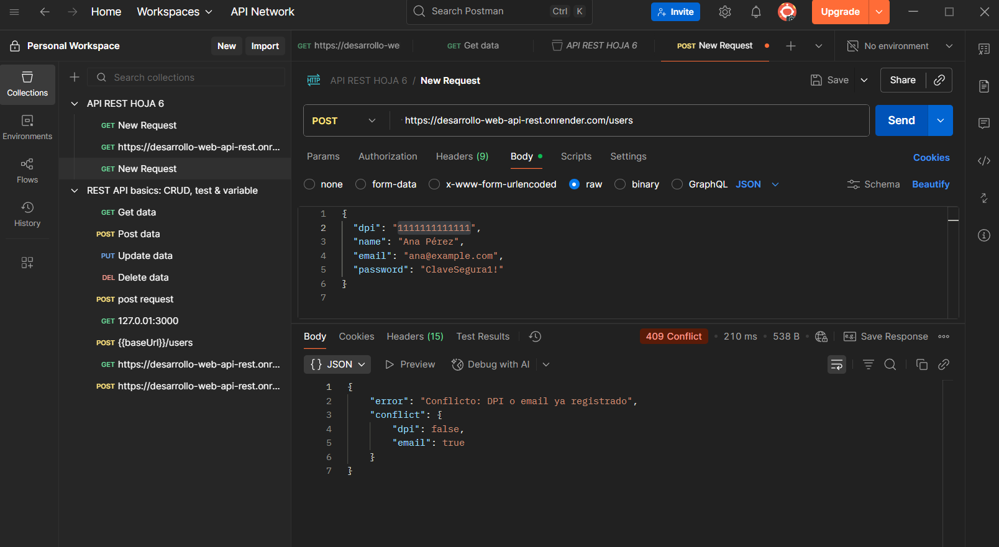 Home
Workspaces
API Network
Search Postman
Ctrl
K
Invite
Upgrade
Personal Workspace
New
Import
GET https://desarrollo-we
GET Get data
API REST HOJA 6
POST New Request
No environment
Collections
Environments
Flows
History
Search collections
API REST HOJA 6
GET New Request
GET https://desarrollo-web-api-rest.onr...
GET New Request
REST API basics: CRUD, test & variable
GET Get data
POST Post data
PUT Update data
DEL Delete data
POST post request
GET 127.0.01:3000
POST {{baseUrl}}/users
GET https://desarrollo-web-api-rest.onr...
POST https://desarrollo-web-api-rest.onr...
HTTP API REST HOJA 6 / New Request
Save
Share
POST
https://desarrollo-web-api-rest.onrender.com/users
Send
Params
Authorization
Headers (9)
Body
Scripts
Settings
Cookies
none
form-data
x-www-form-urlencoded
raw
binary
GraphQL
JSON
Schema
Beautify
1 {
2 "dpi": "1111111111111",
3 "name": "Ana Pérez",
4 "email": "ana@example.com",
5 "password": "ClaveSegura1!"
6 }
7
Body
Cookies
Headers (15)
Test Results
409 Conflict
210 ms
538 B
e.g. Save Response
{} JSON
Preview
Debug with AI
1 {
2 "error": "Conflicto: DPI o email ya registrado",
3 "conflict": {
4 "dpi": false,
5 "email": true
6 }
7 }